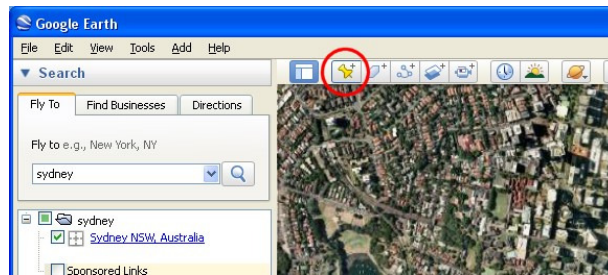 Google Earth
File Edit View Tools Add Help
Search
Fly To Find Businesses Directions
Fly to e.g., New York, NY
sydney
sydney
Sydney NSW, Australia
Sponsored Links